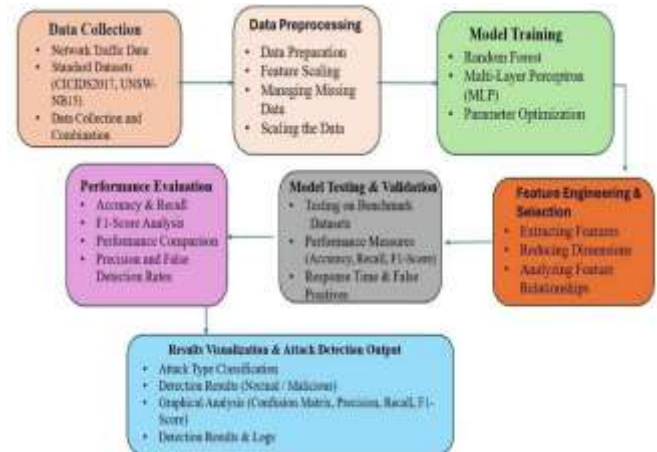 Data Collection
• Network Traffic Data
• Standard Datasets
(CICIDS2017, UNSW-
NB15)
• Data Collection and
Combination
Data Preprocessing
• Data Preparation
• Feature Scaling
• Managing Missing
Data
• Scaling the Data
Model Training
• Random Forest
• Multi-Layer Perceptron
(MLP)
• Parameter Optimization
Feature Engineering &
Selection
• Extracting Features
• Reducing Dimensions
• Analyzing Feature
Relationships
Model Testing & Validation
• Testing on Benchmark
Datasets
• Performance Measures
(Accuracy, Recall, F1-Score)
• Response Time & False
Positives
Performance Evaluation
• Accuracy & Recall
• F1-Score Analysis
• Performance Comparison
• Precision and False
Detection Rates
Results Visualization & Attack Detection Output
• Attack Type Classification
• Detection Results (Normal / Malicious)
• Graphical Analysis (Confusion Matrix, Precision, Recall, F1-
Score)
• Detection Results & Logs